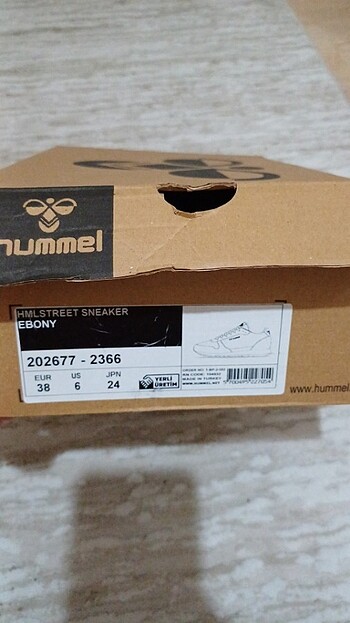 hummel
HMLSTREET SNEAKER
EBONY
202677 - 2366
EUR US JPN
38 6 24
YERLİ
ÜRETİM
MADE IN TURKEY
WWW.HUMMEL.NET
www.hummel